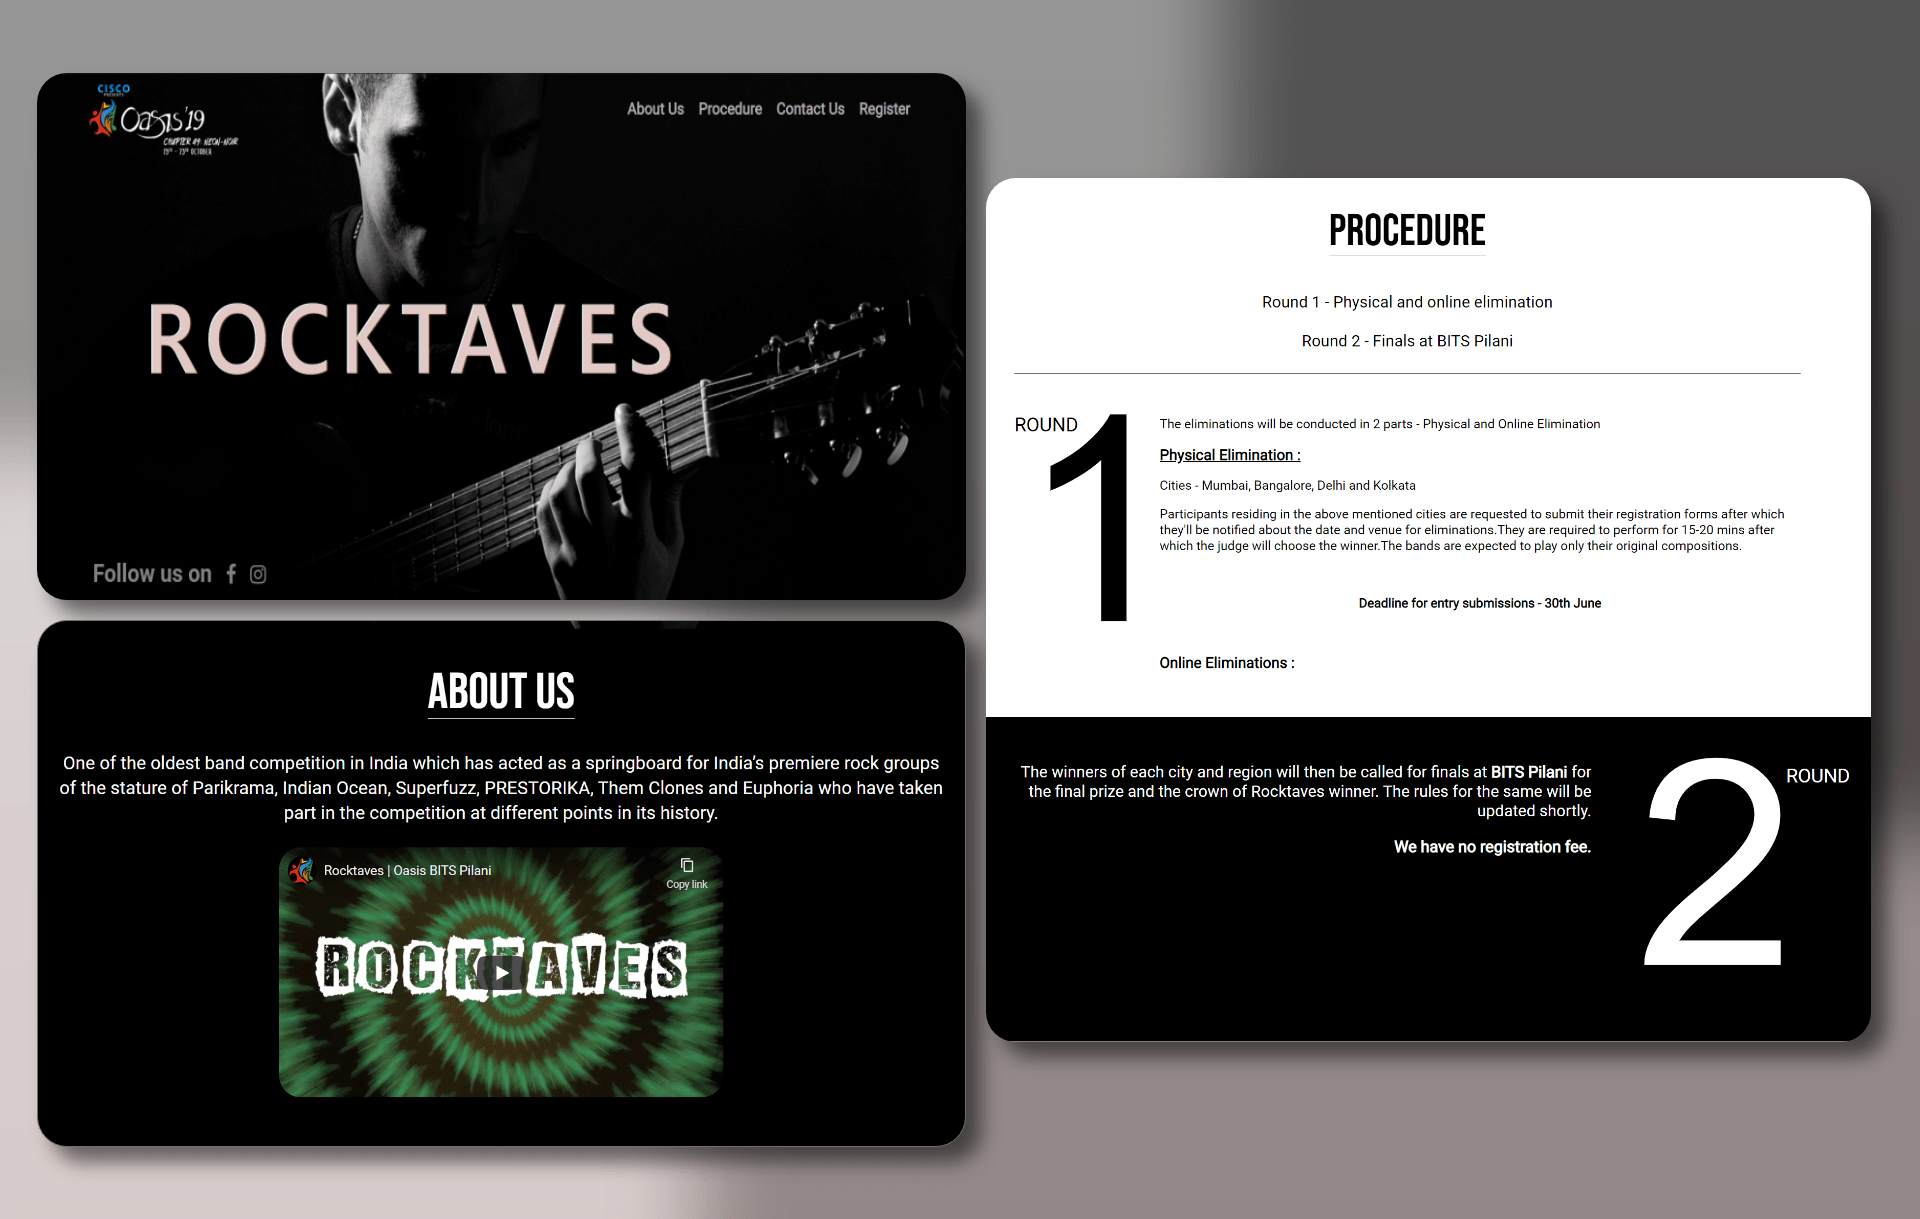 CISCO
PRESENTS
Oasis'19
CHAPTER 49: NEON-NOIR
19th - 23rd OCTOBER
About Us Procedure Contact Us Register
ROCKTAVES
Follow us on
ABOUT US
One of the oldest band competition in India which has acted as a springboard for India’s premiere rock groups
of the stature of Parikrama, Indian Ocean, Superfuzz, PRESTORIKA, Them Clones and Euphoria who have taken
part in the competition at different points in its history.
Rocktaves | Oasis BITS Pilani
Copy link
ROCKTAVES
PROCEDURE
Round 1 - Physical and online elimination
Round 2 - Finals at BITS Pilani
ROUND
1
The eliminations will be conducted in 2 parts - Physical and Online Elimination
Physical Elimination :
Cities - Mumbai, Bangalore, Delhi and Kolkata
Participants residing in the above mentioned cities are requested to submit their registration forms after which
they'll be notified about the date and venue for eliminations.They are required to perform for 15-20 mins after
which the judge will choose the winner.The bands are expected to play only their original compositions.
Deadline for entry submissions - 30th June
Online Eliminations :
The winners of each city and region will then be called for finals at BITS Pilani for
the final prize and the crown of Rocktaves winner. The rules for the same will be
updated shortly.
We have no registration fee.
2
ROUND